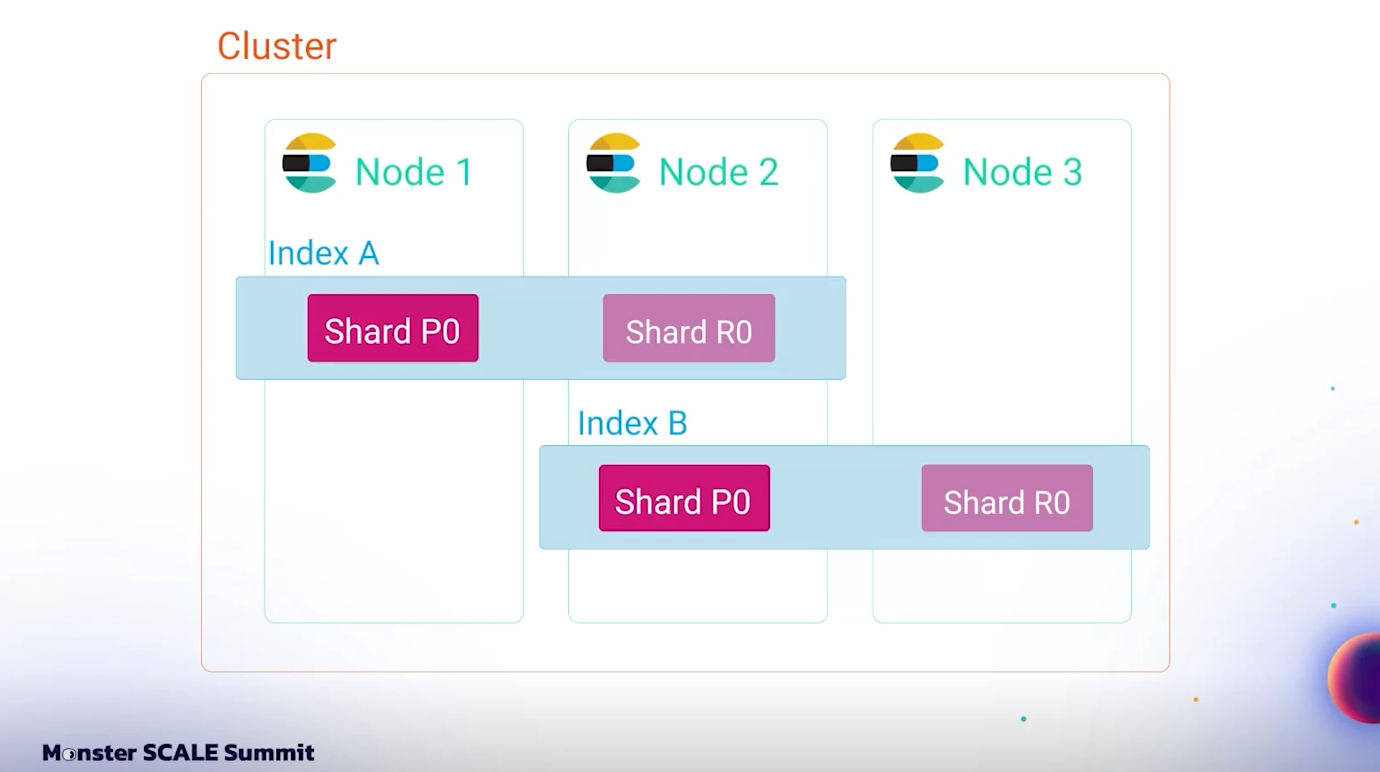 Cluster
Node 1
Node 2
Node 3
Index A
Shard P0
Shard R0
Index B
Shard P0
Shard R0
Monster SCALE Summit